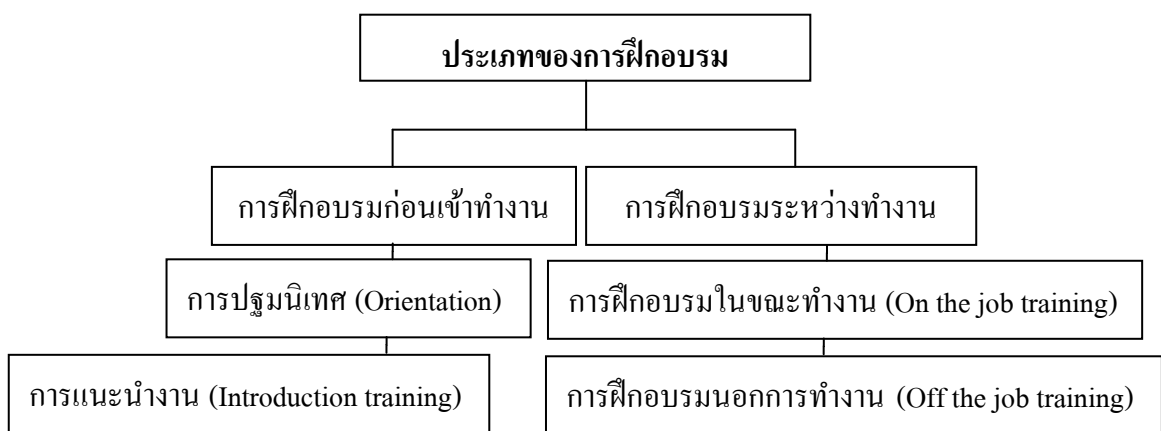 ประเภทของการฝึกอบรม
การฝึกอบรมก่อนเข้าทำงาน
การฝึกอบรมระหว่างทำงาน
การปฐมนิเทศ (Orientation)
การฝึกอบรมในขณะทำงาน (On the job training)
การแนะนำงาน (Introduction training)
การฝึกอบรมนอกการทำงาน (Off the job training)